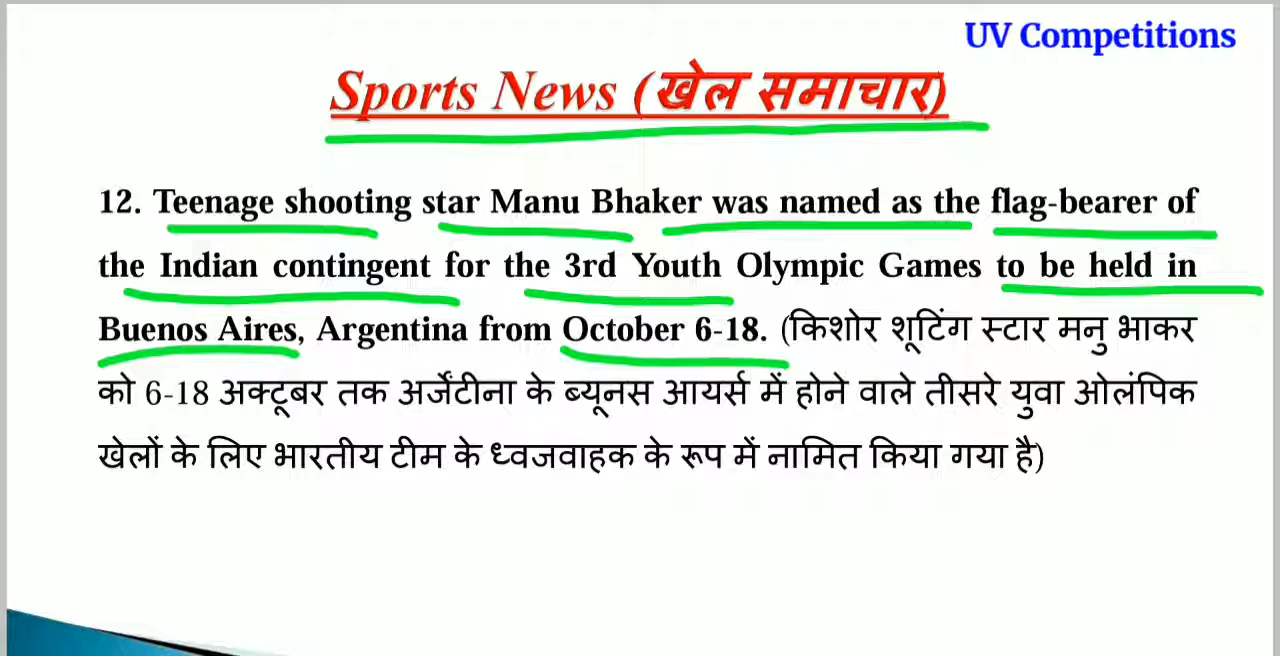 UV Competitions
Sports News (खेल समाचार)
12. Teenage shooting star Manu Bhaker was named as the flag-bearer of
the Indian contingent for the 3rd Youth Olympic Games to be held in
Buenos Aires, Argentina from October 6-18. (किशोर शूटिंग स्टार मनु भाकर
को 6-18 अक्टूबर तक अर्जेंटीना के ब्यूनस आयर्स में होने वाले तीसरे युवा ओलंपिक
खेलों के लिए भारतीय टीम के ध्वजवाहक के रूप में नामित किया गया है)